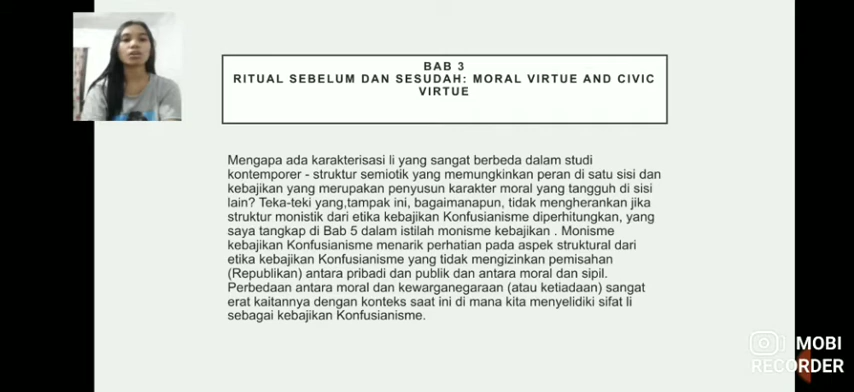 BAB 3
RITUAL SEBELUM DAN SESUDAH: MORAL VIRTUE AND CIVIC
VIRTUE
Mengapa ada karakterisasi li yang sangat berbeda dalam studi
kontemporer - struktur semiotik yang memungkinkan peran di satu sisi dan
kebajikan yang merupakan penyusun karakter moral yang tangguh di sisi
lain? Teka-teki yang,tampak ini, bagaimanapun, tidak mengherankan jika
struktur monistik dari etika kebajikan Konfusianisme diperhitungkan, yang
saya tangkap di Bab 5 dalam istilah monisme kebajikan . Monisme
kebajikan Konfusianisme menarik perhatian pada aspek struktural dari
etika kebajikan Konfusianisme yang tidak mengizinkan pemisahan
(Republikan) antara pribadi dan publik dan antara moral dan sipil.
Perbedaan antara moral dan kewarganegaraan (atau ketiadaan) sangat
erat kaitannya dengan konteks saat ini di mana kita menyelidiki sifat li
sebagai kebajikan Konfusianisme.
MOBI
RECORDER